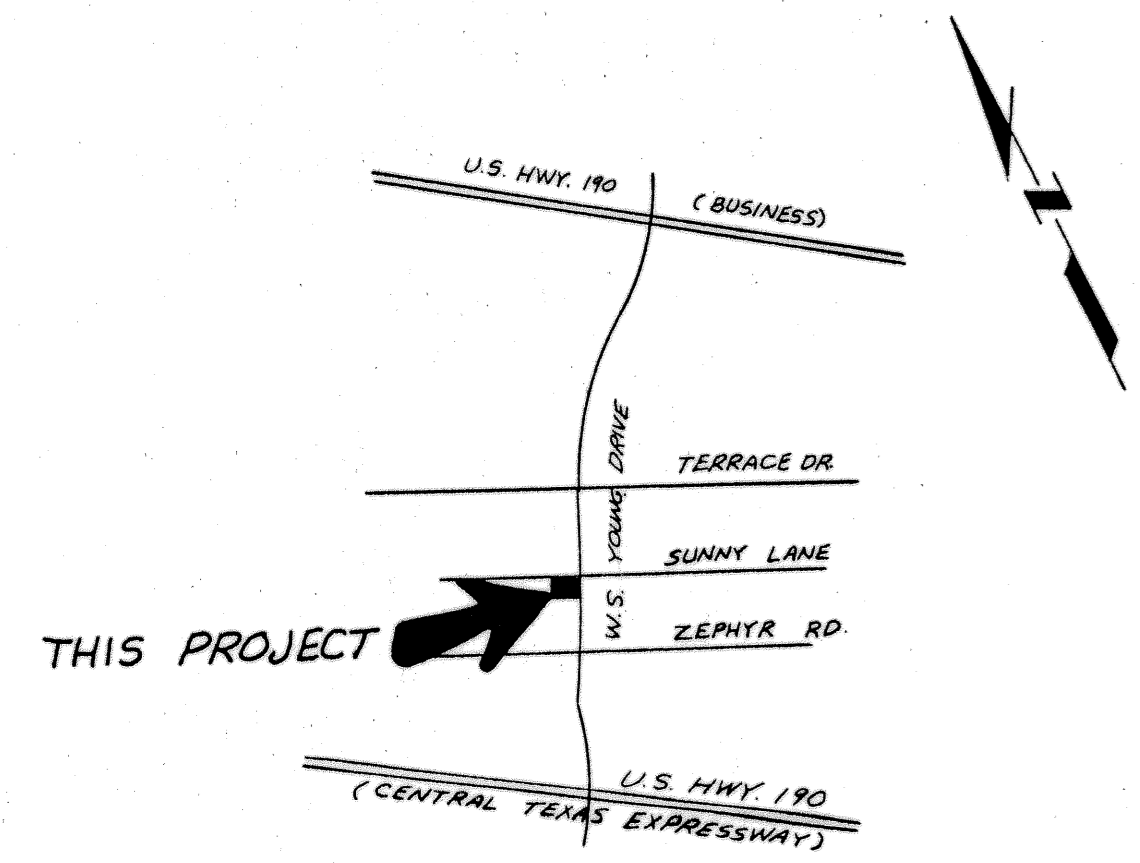 U.S. HWY. 190 (BUSINESS)
N
W.S. YOUNG DRIVE
TERRACE DR.
SUNNY LANE
ZEPHYR RD.
THIS PROJECT
U.S. HWY. 190
(CENTRAL TEXAS EXPRESSWAY)